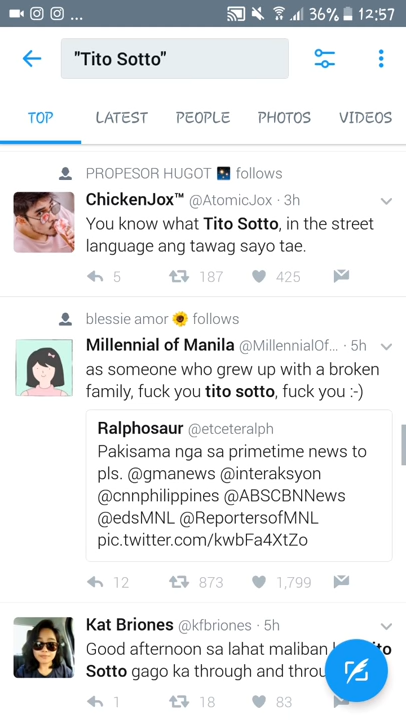 36% 12:57
"Tito Sotto"
TOP LATEST PEOPLE PHOTOS VIDEOS
PROPESOR HUGOT follows
ChickenJox™ @AtomicJox · 3h
You know what Tito Sotto, in the street
language ang tawag sayo tae.
5 187 425
blessie amor follows
Millennial of Manila @MillennialOf... · 5h
as someone who grew up with a broken
family, fuck you tito sotto, fuck you :-)
Ralphosaur @etceteralph
Pakisama nga sa primetime news to
pls. @gmanews @interaksyon
@cnnphilippines @ABSCBNNews
@edsMNL @ReportersofMNL
pic.twitter.com/kwbFa4XtZo
12 873 1,799
Kat Briones @kfbriones · 5h
Good afternoon sa lahat maliban
Sotto gago ka through and
1 18 83